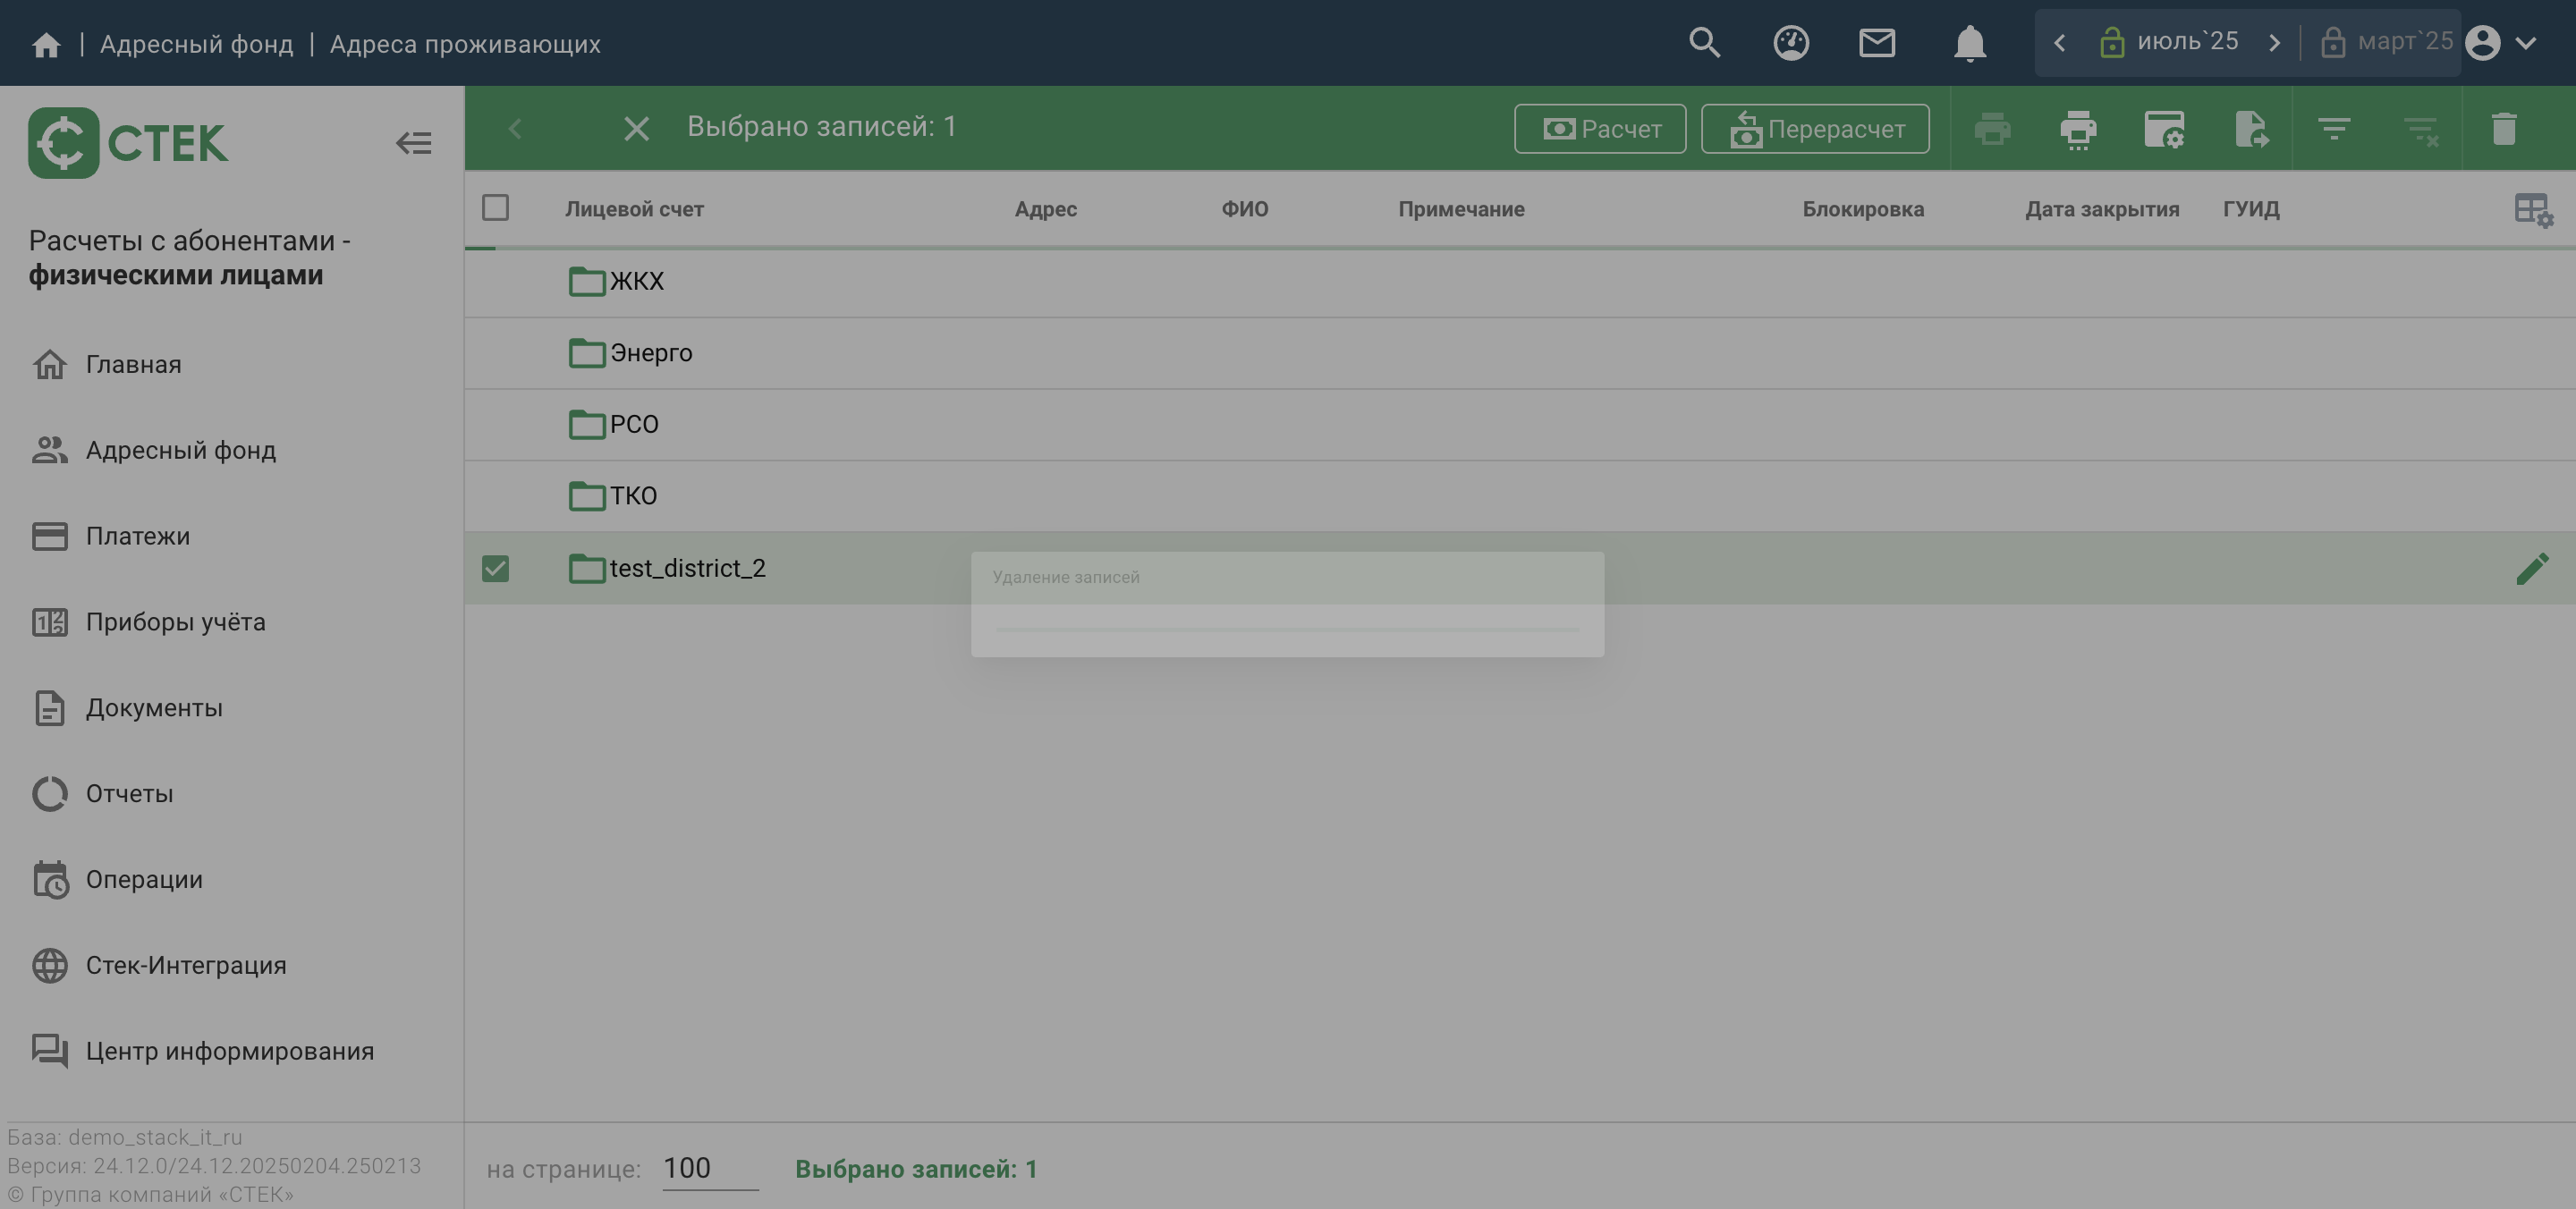 Адресный фонд | Адреса проживающих
июль`25
март`25
СТЕК
Расчеты с абонентами -
физическими лицами
Главная
Адресный фонд
Платежи
Приборы учёта
Документы
Отчеты
Операции
Стек-Интеграция
Центр информирования
База: demo_stack_it_ru
Версия: 24.12.0/24.12.20250204.250213
© Группа компаний «СТЕК»
Выбрано записей: 1
Расчет
Перерасчет
Лицевой счет
Адрес
ФИО
Примечание
Блокировка
Дата закрытия
ГУИД
ЖКХ
Энерго
РСО
ТКО
test_district_2
Удаление записей
на странице: 100
Выбрано записей: 1